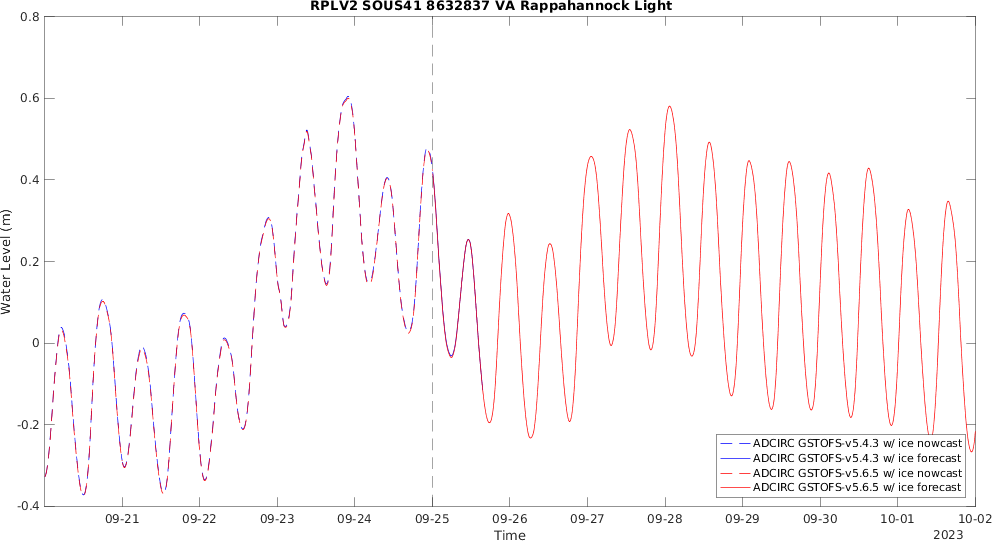 RPLV2 SOUS41 8632837 VA Rappahannock Light
Water Level (m)
0.8
0.6
0.4
0.2
0
-0.2
-0.4
ADCIRC GSTOFS-v5.4.3 w/ ice nowcast
ADCIRC GSTOFS-v5.4.3 w/ ice forecast
ADCIRC GSTOFS-v5.6.5 w/ ice nowcast
ADCIRC GSTOFS-v5.6.5 w/ ice forecast
09-21 09-22 09-23 09-24 09-25 09-26 09-27 09-28 09-29 09-30 10-01 10-02
Time
2023